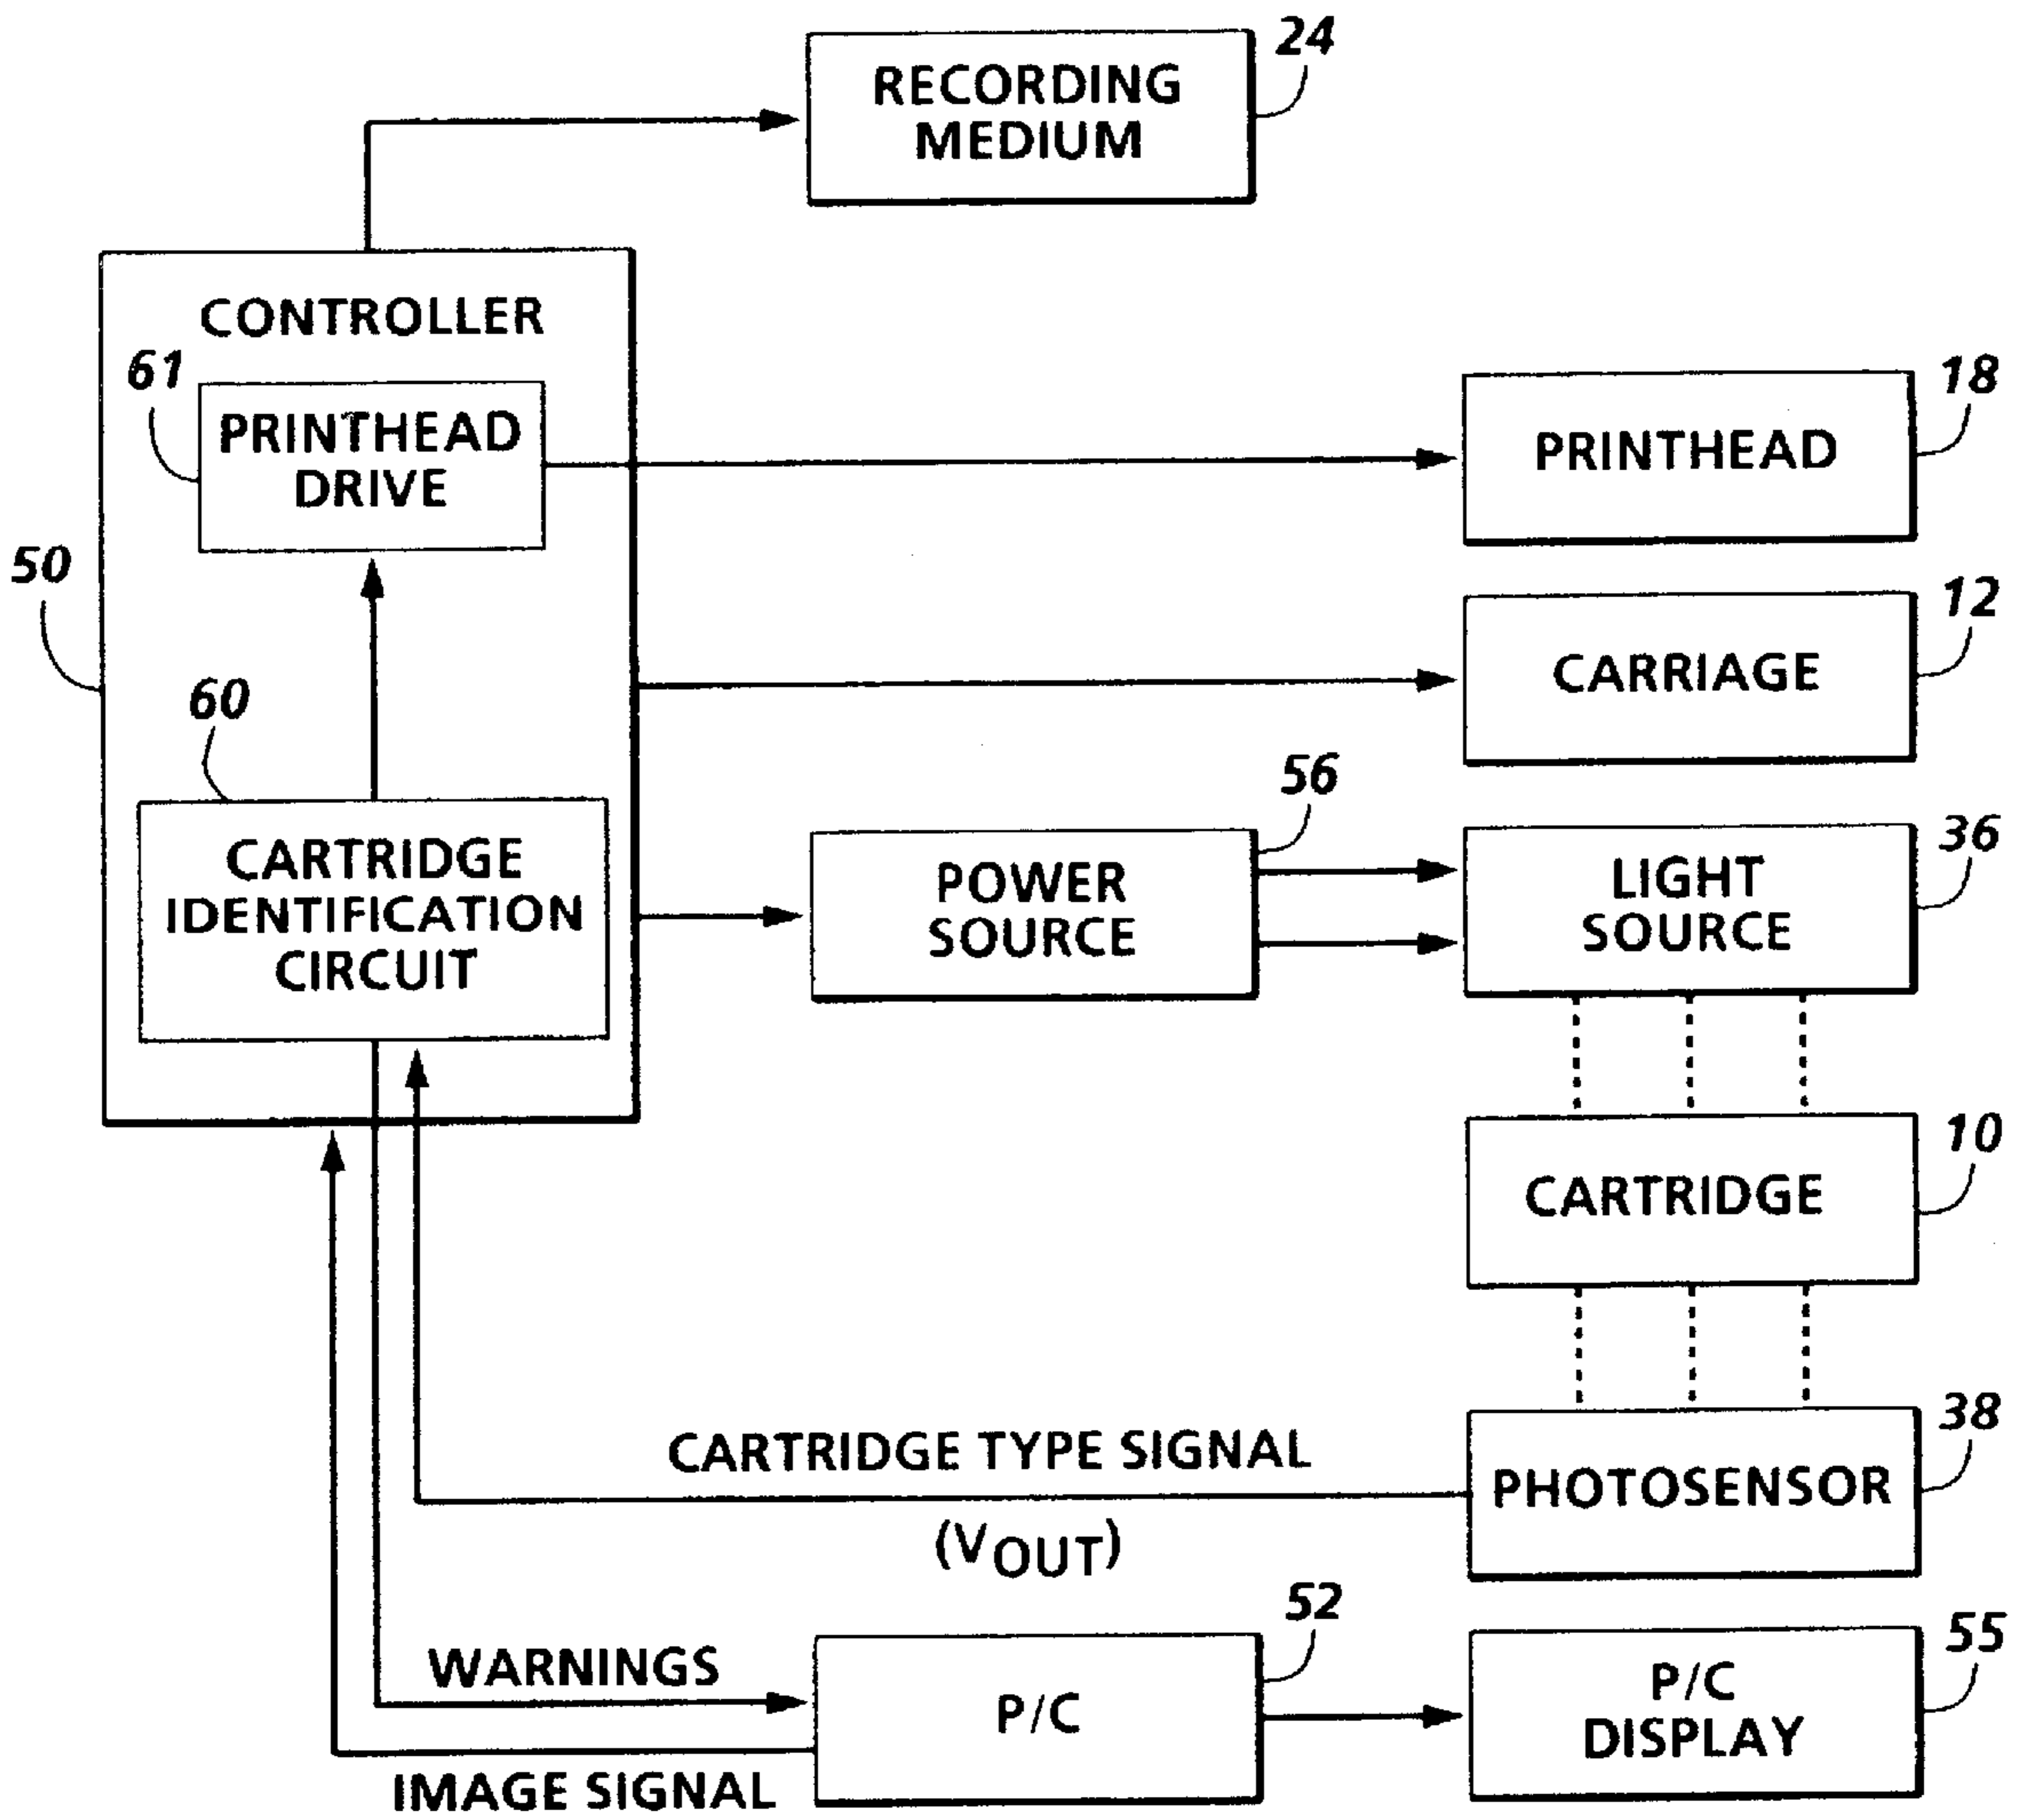 24
RECORDING
MEDIUM
CONTROLLER
61
PRINTHEAD
DRIVE
18
PRINTHEAD
50
12
CARRIAGE
60
CARTRIDGE
IDENTIFICATION
CIRCUIT
56
POWER
SOURCE
36
LIGHT
SOURCE
10
CARTRIDGE
38
PHOTOSENSOR
CARTRIDGE TYPE SIGNAL
(VOUT)
WARNINGS
52
P/C
55
P/C
DISPLAY
IMAGE SIGNAL